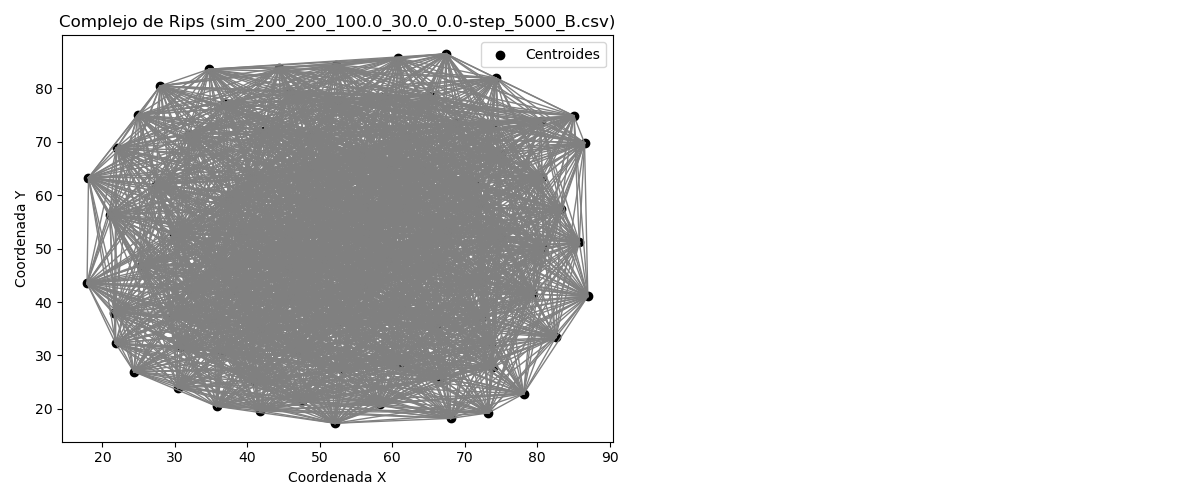 Complejo de Rips (sim_200_200_100.0_30.0_0.0-step_5000_B.csv)
Centroides
Coordenada Y
80
70
60
50
40
30
20
20 30 40 50 60 70 80 90
Coordenada X